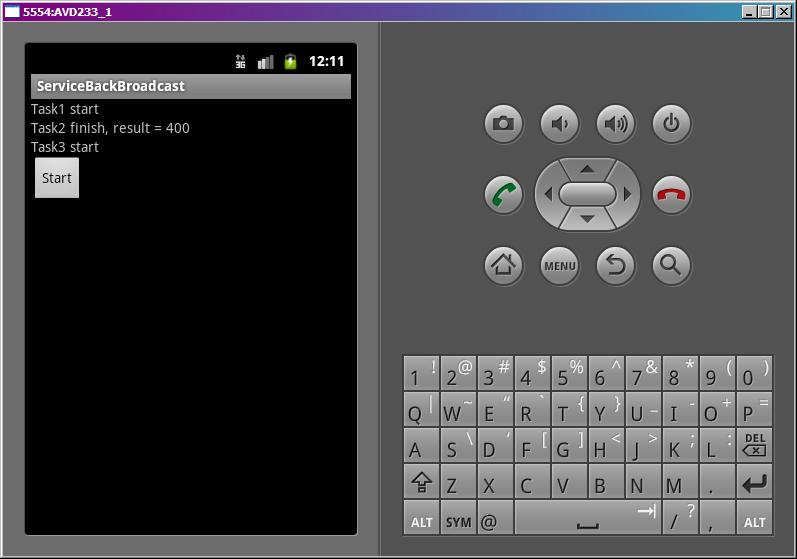 5554:AVD233_1
3G 12:11
ServiceBackBroadcast
Task1 start
Task2 finish, result = 400
Task3 start
Start
MENU
1 ! 2 @ 3 # 4 $ 5 % 6 ^ 7 & 8 * 9 ( 0 )
Q | W ~ E “ R ` T { Y } U _ I - O + P =
A S \ D ‘ F [ G ] H < J > K ; L : DEL
Z X C V B N M .
ALT SYM @ / ? , ALT